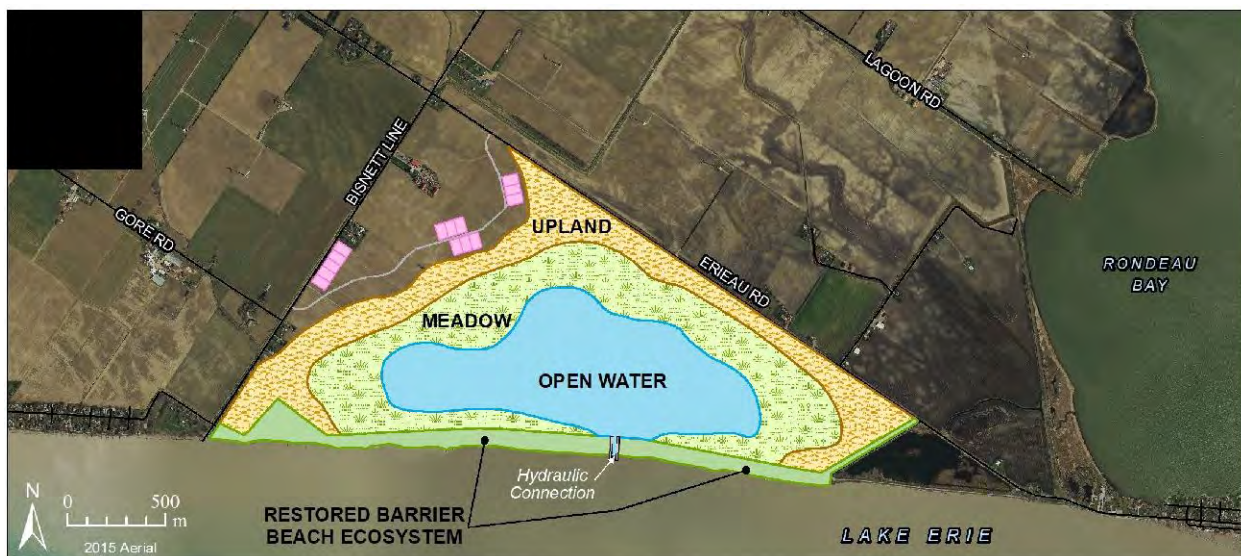 LAGOON RD
BISNETT LINE
GORE RD
UPLAND
ERIEAU RD
RONDEAU
BAY
MEADOW
OPEN WATER
Hydraulic
Connection
N
0 500
m
2015 Aerial
RESTORED BARRIER
BEACH ECOSYSTEM
LAKE ERIE